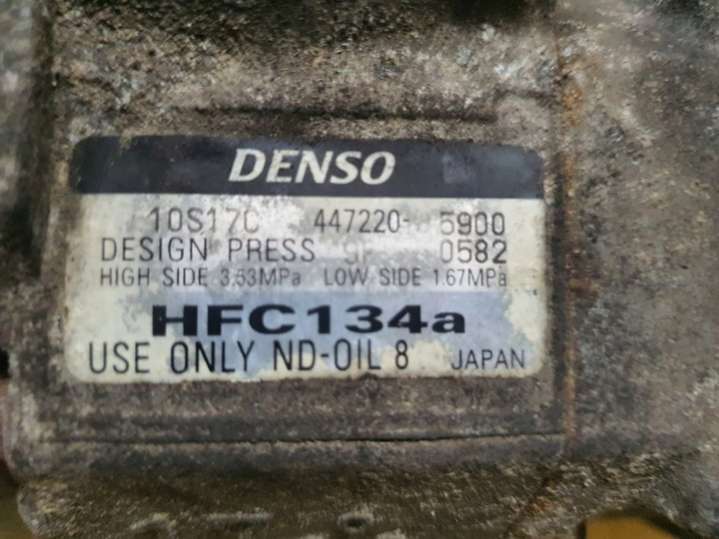 DENSO
10S17C 447220-5900
DESIGN PRESS 0582
HIGH SIDE 3.53MPa LOW-SIDE 1.67MPa
HFC134a
USE ONLY ND-OIL 8 JAPAN